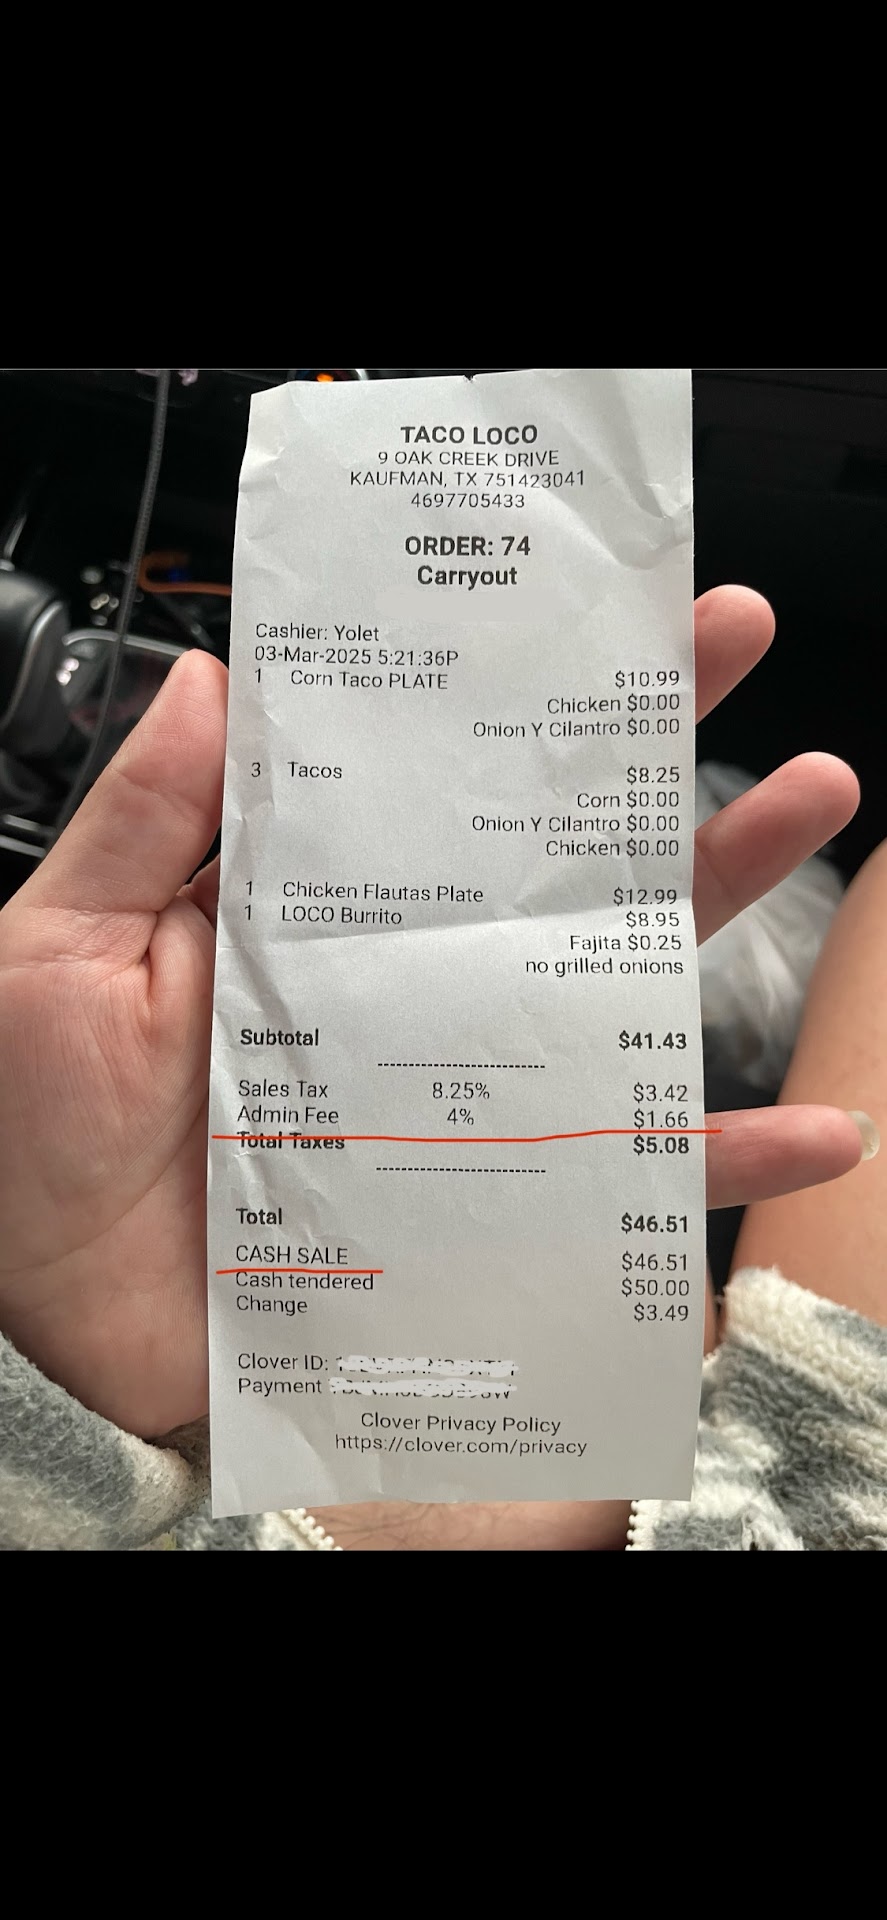 TACO LOCO
9 OAK CREEK DRIVE
KAUFMAN, TX 751423041
4697705433
ORDER: 74
Carryout
Cashier: Yolet
03-Mar-2025 5:21:36P
1 Corn Taco PLATE $10.99
Chicken $0.00
Onion Y Cilantro $0.00
3 Tacos $8.25
Corn $0.00
Onion Y Cilantro $0.00
Chicken $0.00
1 Chicken Flautas Plate $12.99
1 LOCO Burrito $8.95
Fajita $0.25
no grilled onions
Subtotal $41.43
Sales Tax 8.25% $3.42
Admin Fee 4% $1.66
Total Taxes $5.08
Total $46.51
CASH SALE $46.51
Cash tendered $50.00
Change $3.49
Clover ID:
Payment
Clover Privacy Policy
https://clover.com/privacy